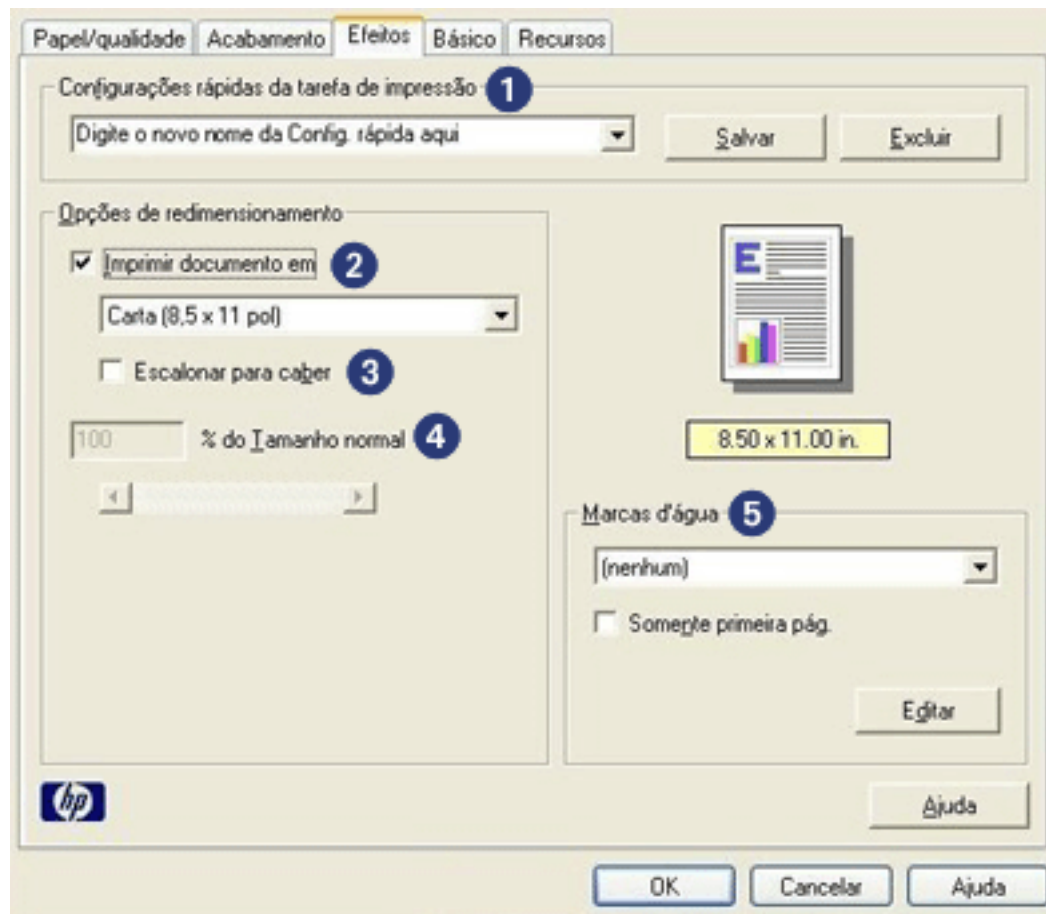 Papel/qualidade Acabamento Efeitos Básico Recursos
Configurações rápidas da tarefa de impressão 1
Digite o novo nome da Config. rápida aqui Salvar Excluir
Opções de redimensionamento
Imprimir documento em 2
Carta (8,5 x 11 pol)
Escalonar para caber 3
100 % do Tamanho normal 4
E
8.50 x 11.00 in.
Marcas d'água 5
(nenhum)
Somente primeira pág.
Editar
hp
Ajuda
OK Cancelar Ajuda